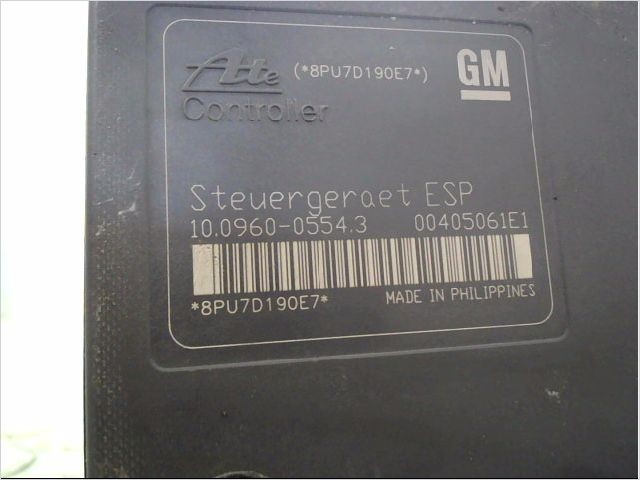 Ate (*8PU7D190E7*) GM
Controller
Steuergeraet ESP
10.0960-0554.3 00405061E1
*8PU7D190E7* MADE IN PHILIPPINES